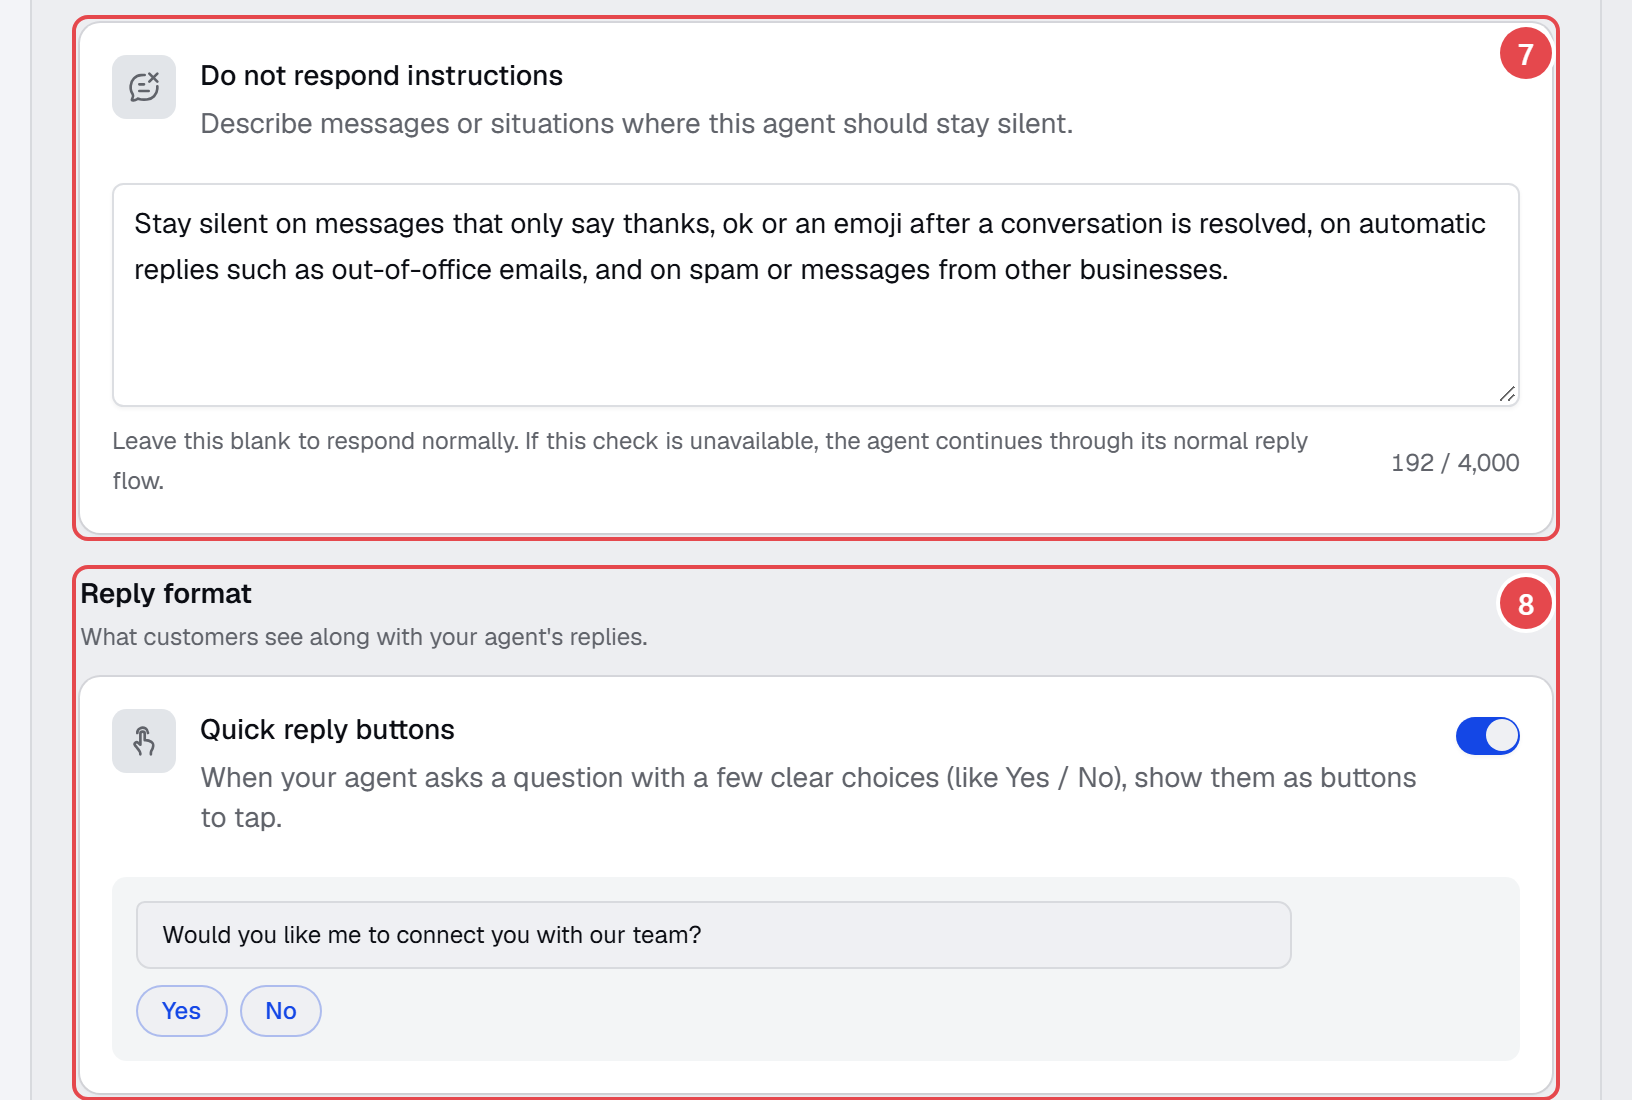 7
Do not respond instructions
Describe messages or situations where this agent should stay silent.
Stay silent on messages that only say thanks, ok or an emoji after a conversation is resolved, on automatic
replies such as out-of-office emails, and on spam or messages from other businesses.
Leave this blank to respond normally. If this check is unavailable, the agent continues through its normal reply
flow.
192 / 4,000
Reply format
8
What customers see along with your agent's replies.
Quick reply buttons
When your agent asks a question with a few clear choices (like Yes / No), show them as buttons
to tap.
Would you like me to connect you with our team?
Yes No